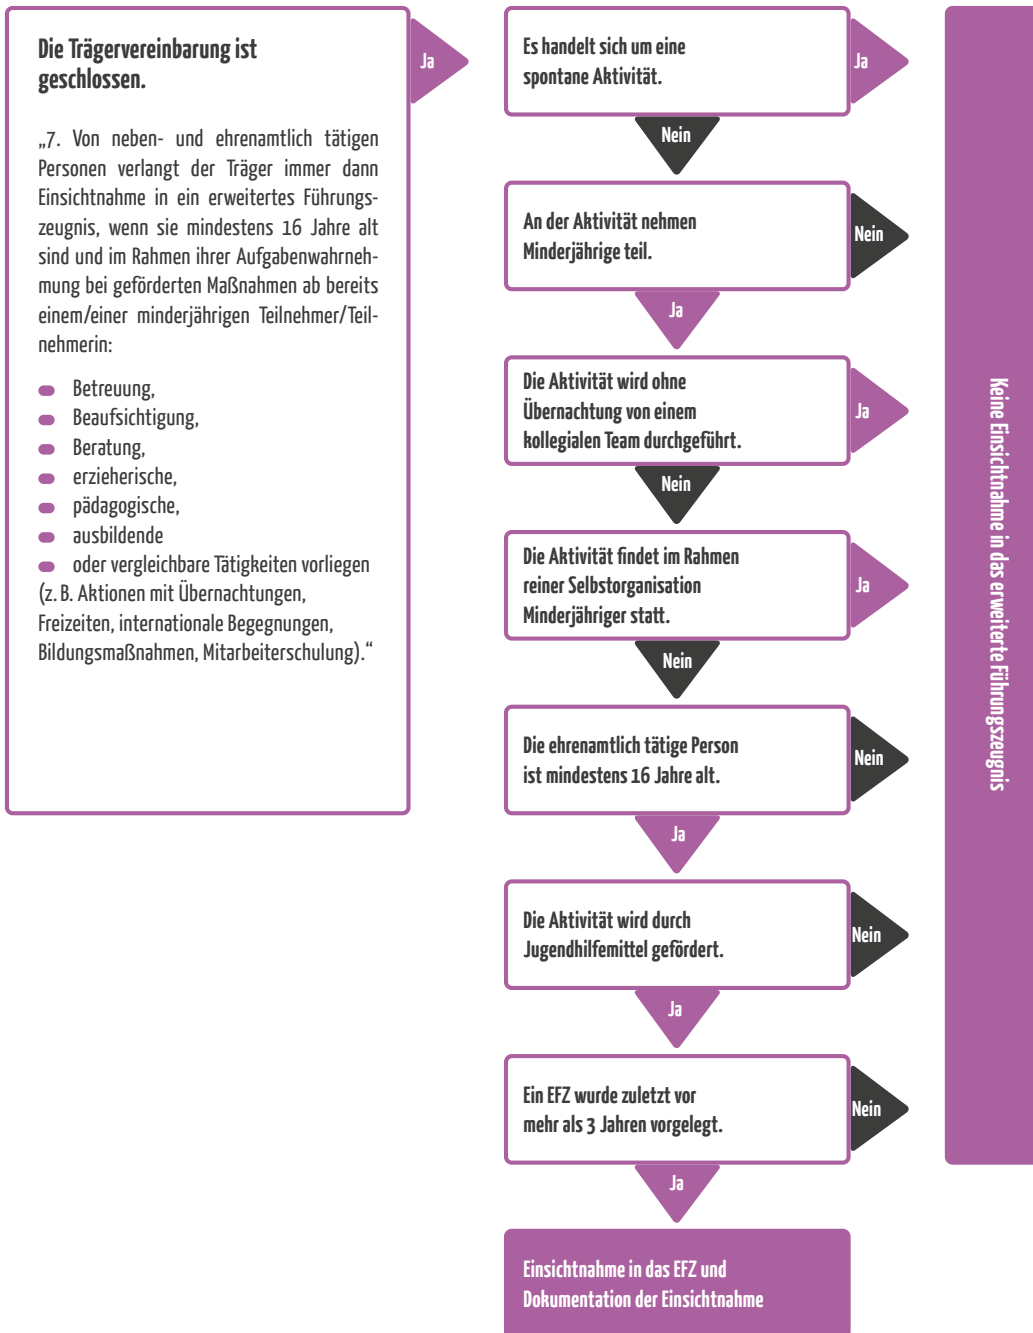 Die Trägervereinbarung ist
geschlossen.
„7. Von neben- und ehrenamtlich tätigen
Personen verlangt der Träger immer dann
Einsichtnahme in ein erweitertes Führungs-
zeugnis, wenn sie mindestens 16 Jahre alt
sind und im Rahmen ihrer Aufgabenwahrneh-
mung bei geförderten Maßnahmen ab bereits
einem/einer minderjährigen Teilnehmer/Teil-
nehmerin:
Betreuung,
Beaufsichtigung,
Beratung,
erzieherische,
pädagogische,
ausbildende
oder vergleichbare Tätigkeiten vorliegen
(z. B. Aktionen mit Übernachtungen,
Freizeiten, internationale Begegnungen,
Bildungsmaßnahmen, Mitarbeiterschulung).“
Ja
Es handelt sich um eine
spontane Aktivität.
Ja
Nein
An der Aktivität nehmen
Minderjährige teil.
Nein
Ja
Die Aktivität wird ohne
Übernachtung von einem
kollegialen Team durchgeführt.
Ja
Nein
Die Aktivität findet im Rahmen
reiner Selbstorganisation
Minderjähriger statt.
Ja
Nein
Die ehrenamtlich tätige Person
ist mindestens 16 Jahre alt.
Nein
Ja
Die Aktivität wird durch
Jugendhilfemittel gefördert.
Nein
Ja
Ein EFZ wurde zuletzt vor
mehr als 3 Jahren vorgelegt.
Nein
Ja
Einsichtnahme in das EFZ und
Dokumentation der Einsichtnahme
Keine Einsichtnahme in das erweiterte Führungszeugnis